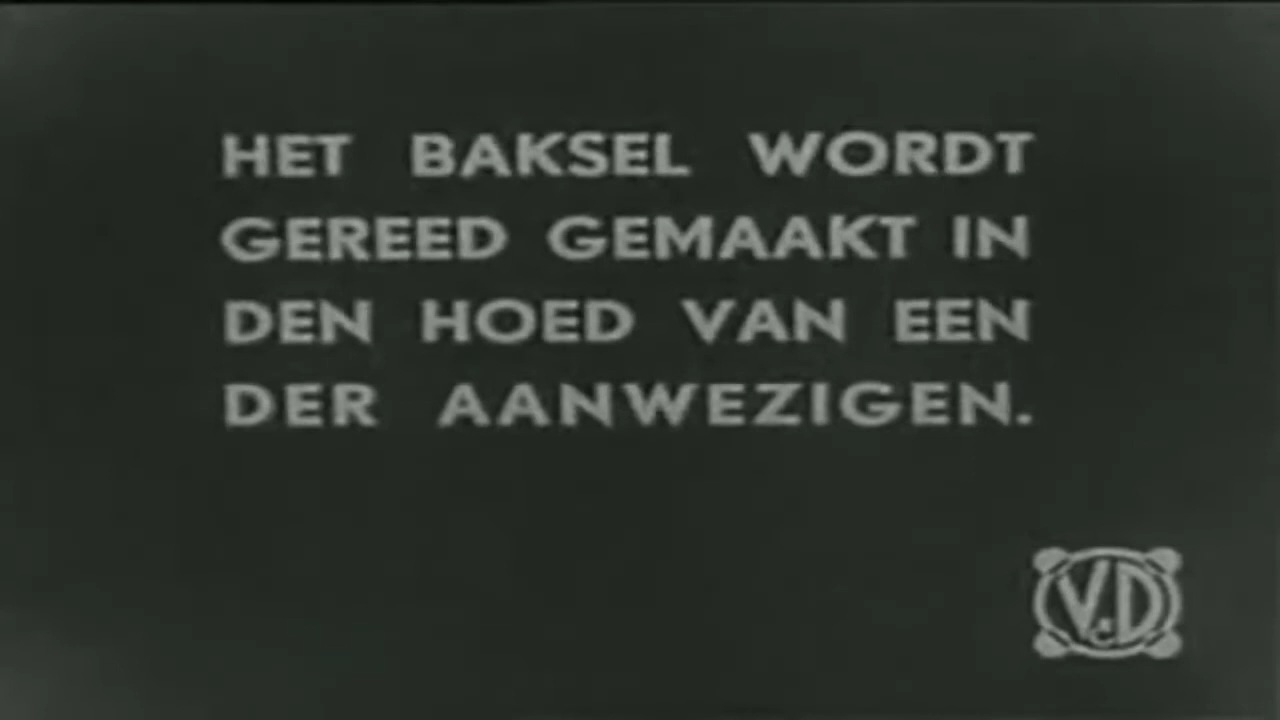 HET BAKSEL WORDT
GEREED GEMAAKT IN
DEN HOED VAN EEN
DER AANWEZIGEN.
V.D